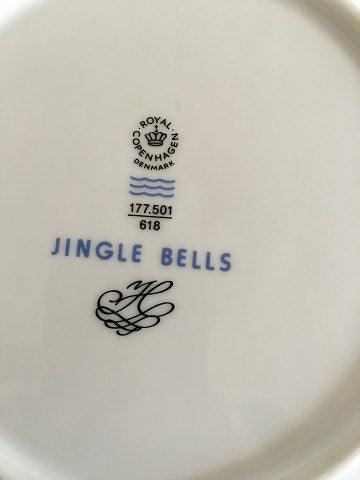 ROYAL
COPENHAGEN
DENMARK
177.501
618
JINGLE BELLS